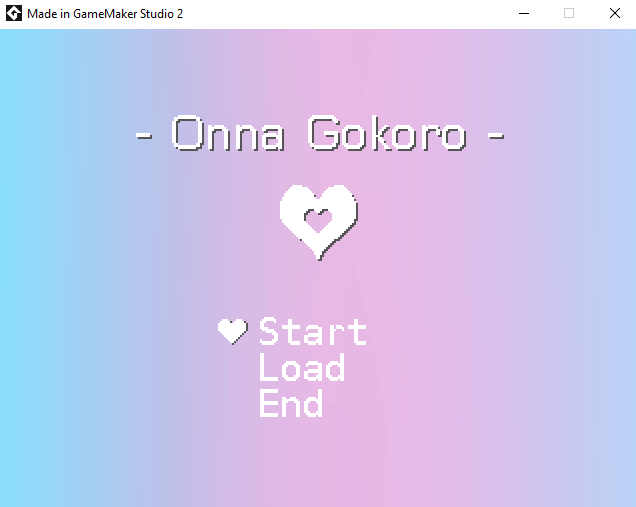 Made in GameMaker Studio 2
- Onna Gokoro -
Start
Load
End